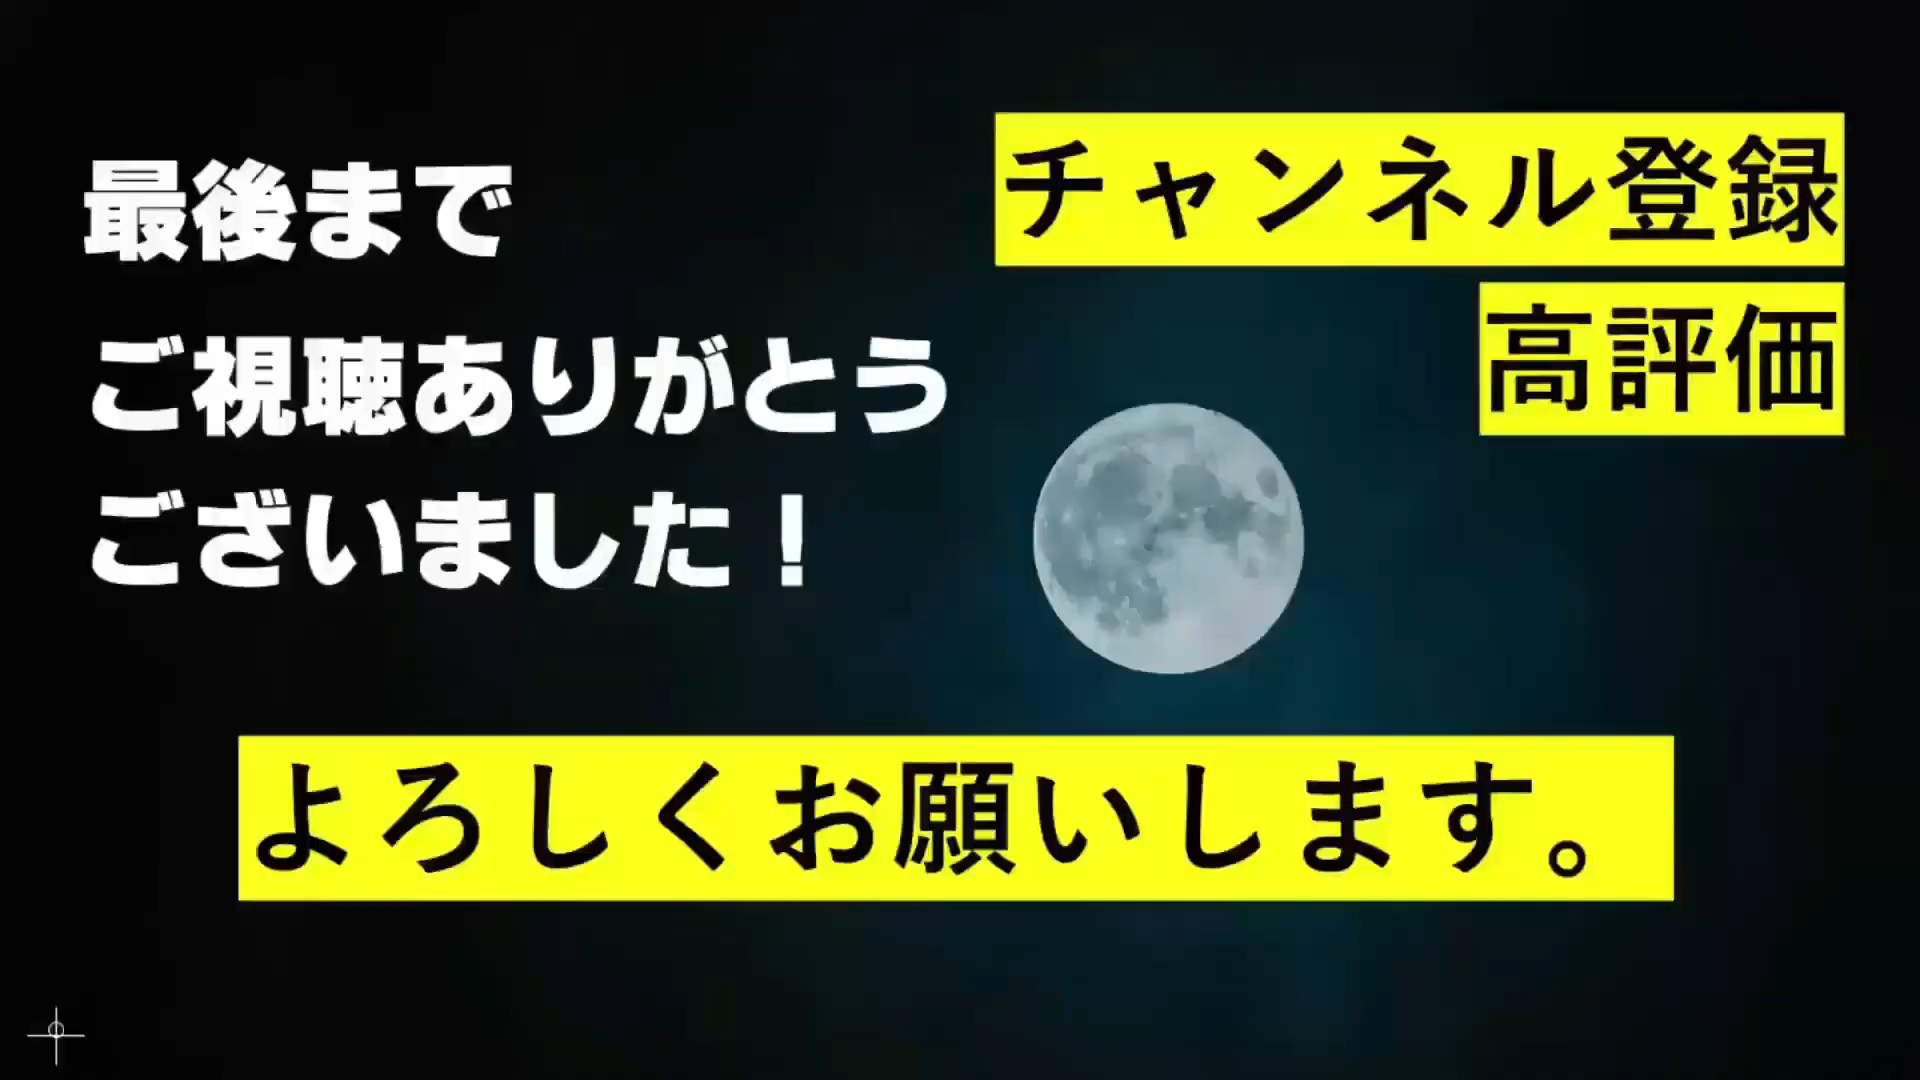 最後まで
ご視聴ありがとう
ございました！
チャンネル登録
高評価
よろしくお願いします。